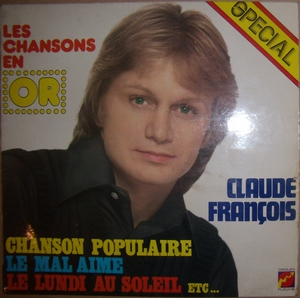 LES
CHANSONS
EN
OR
SPECIAL
CLAUDE
FRANÇOIS
CHANSON POPULAIRE
LE MAL AIME
LE LUNDI AU SOLEIL ETC...